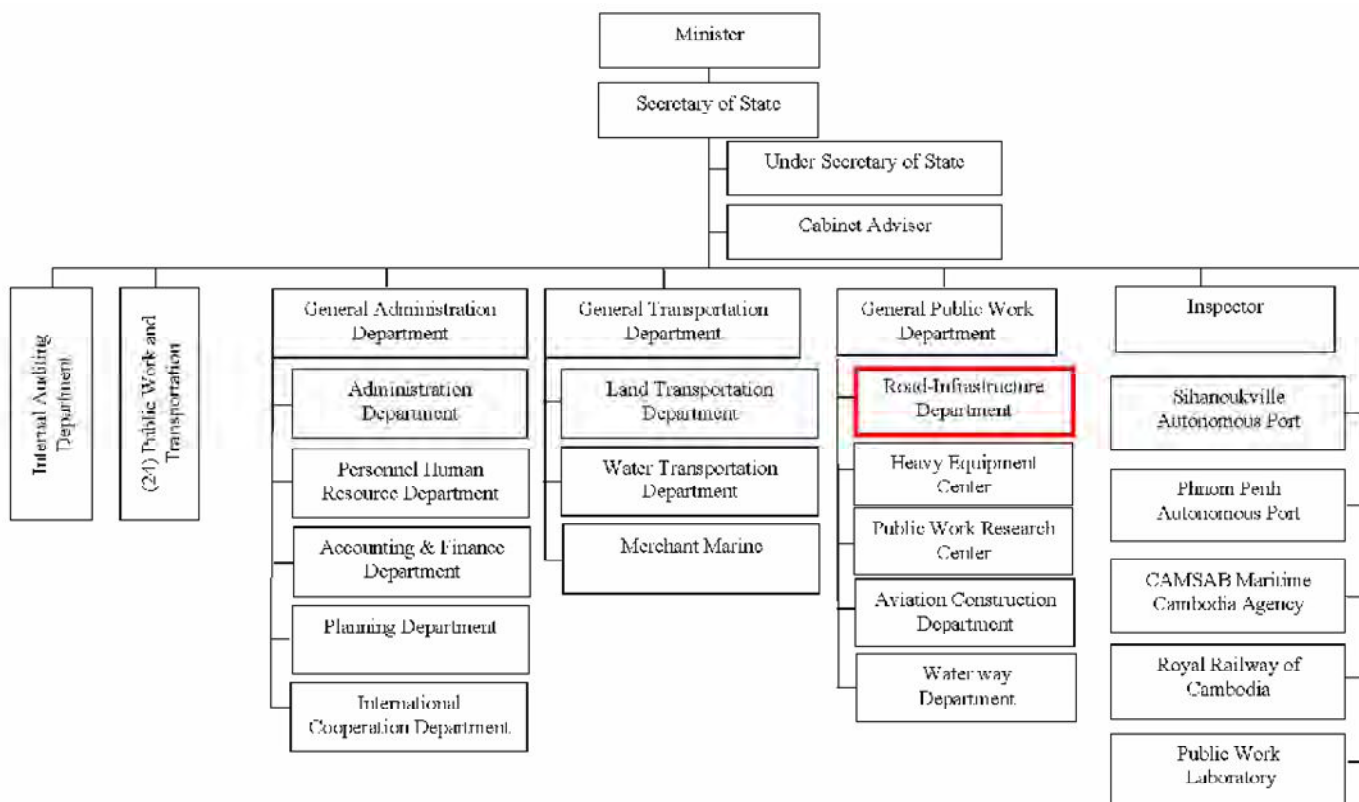 Minister
Secretary of State
Under Secretary of State
Cabinet Adviser
Internal Auditing
Department
(24) Public Work and
Transportation
General Administration
Department
Administration
Department
Personnel Human
Resource Department
Accounting & Finance
Department
Planning Department
International
Cooperation Department
General Transportation
Department
Land Transportation
Department
Water Transportation
Department
Merchant Marine
General Public Work
Department
Road-Infrastructure
Department
Heavy Equipment
Center
Public Work Research
Center
Aviation Construction
Department
Water way
Department
Inspector
Sihanoukville
Autonomous Port
Phnom Penh
Autonomous Port
CAMSAB Maritime
Cambodia Agency
Royal Railway of
Cambodia
Public Work
Laboratory